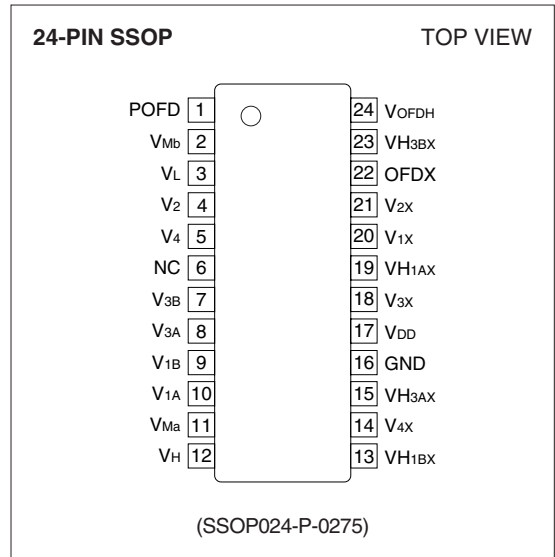 24-PIN SSOP TOP VIEW
POFD 1 24 VOFDH
VMb 2 23 VH3BX
VL 3 22 OFDX
V2 4 21 V2X
V4 5 20 V1X
NC 6 19 VH1AX
V3B 7 18 V3X
V3A 8 17 VDD
V1B 9 16 GND
V1A 10 15 VH3AX
VMa 11 14 V4X
VH 12 13 VH1BX
(SSOP024-P-0275)